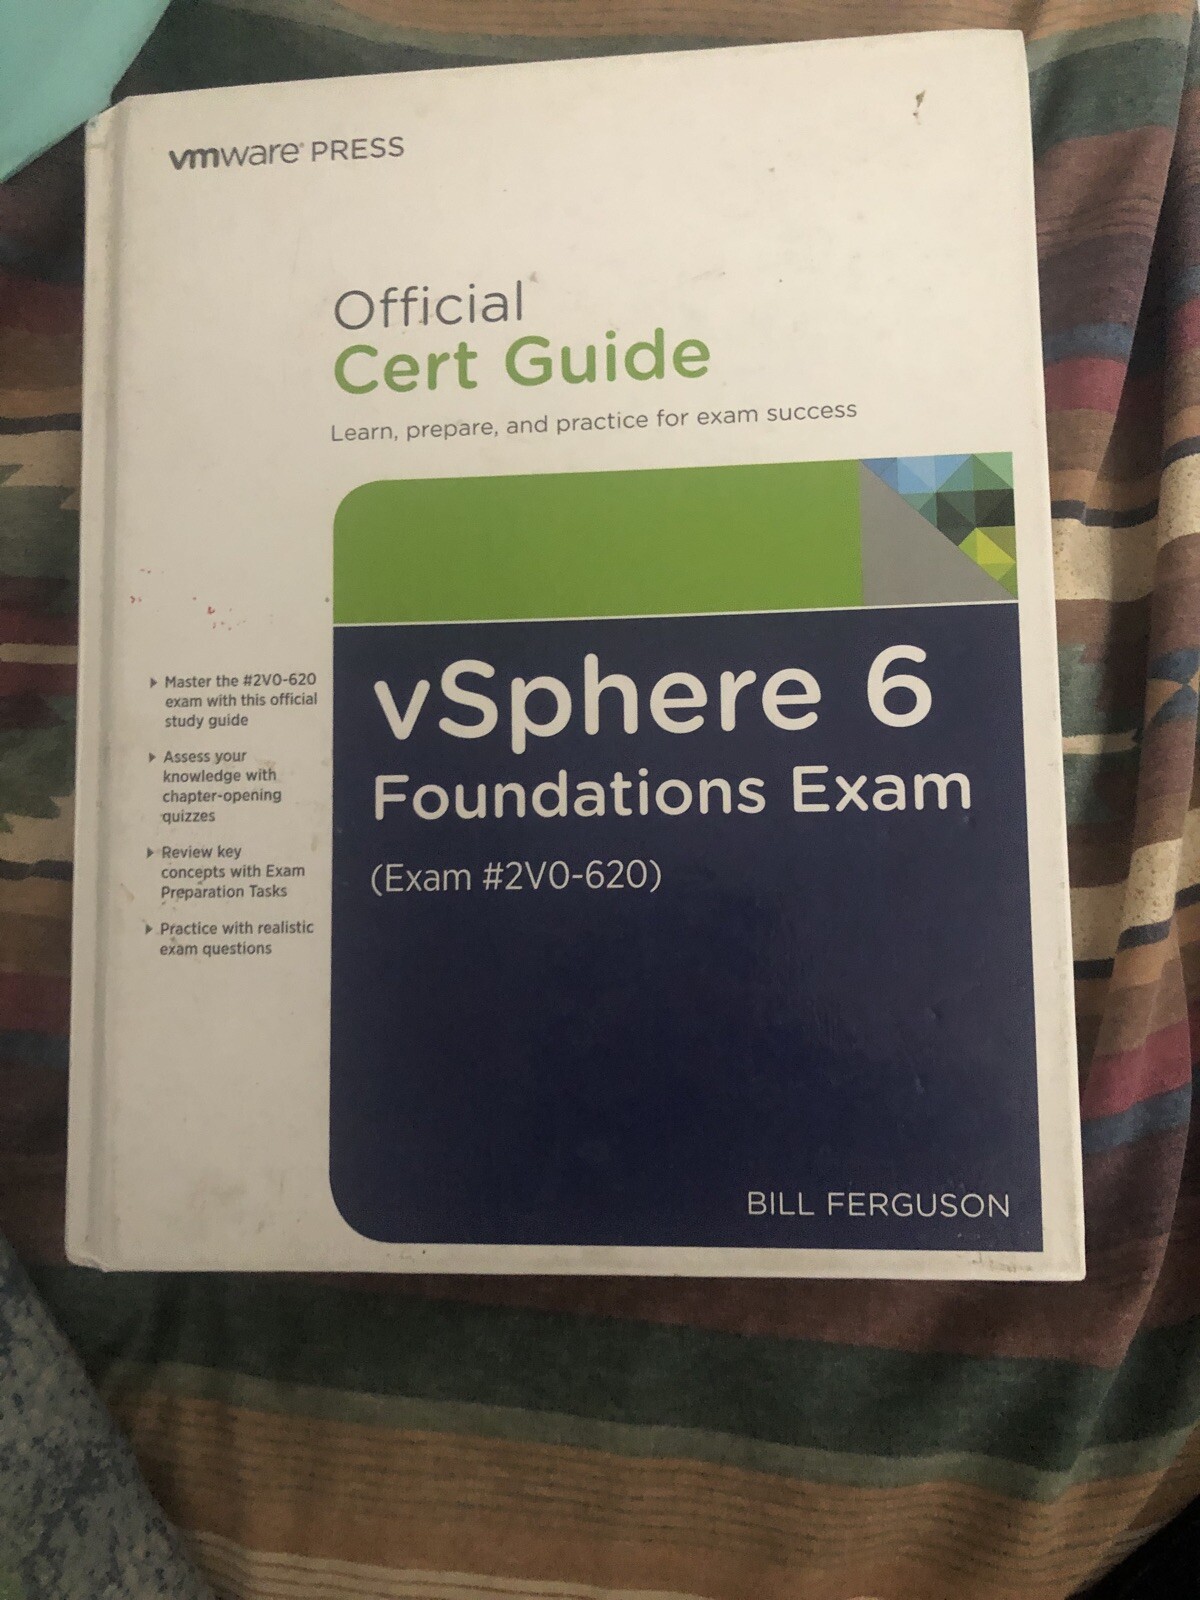 vmware® PRESS
Official
Cert Guide
Learn, prepare, and practice for exam success
Master the #2V0-620
exam with this official
study guide
Assess your
knowledge with
chapter-opening
quizzes
Review key
concepts with Exam
Preparation Tasks
Practice with realistic
exam questions
vSphere 6
Foundations Exam
(Exam #2V0-620)
BILL FERGUSON